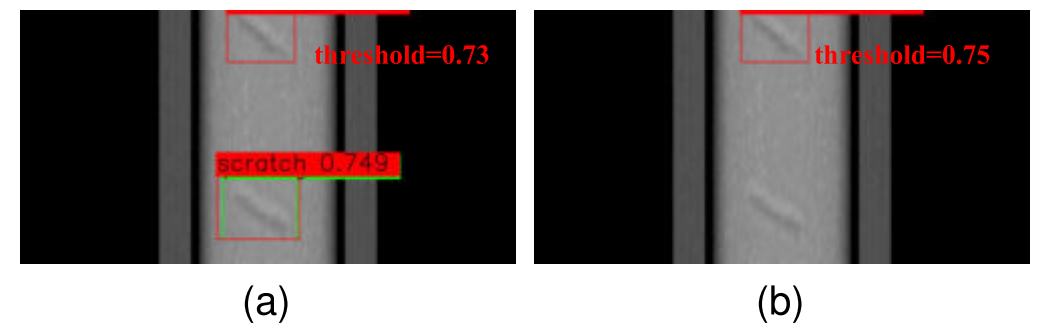 threshold=0.73
threshold=0.75
scratch 0.749
(a)
(b)